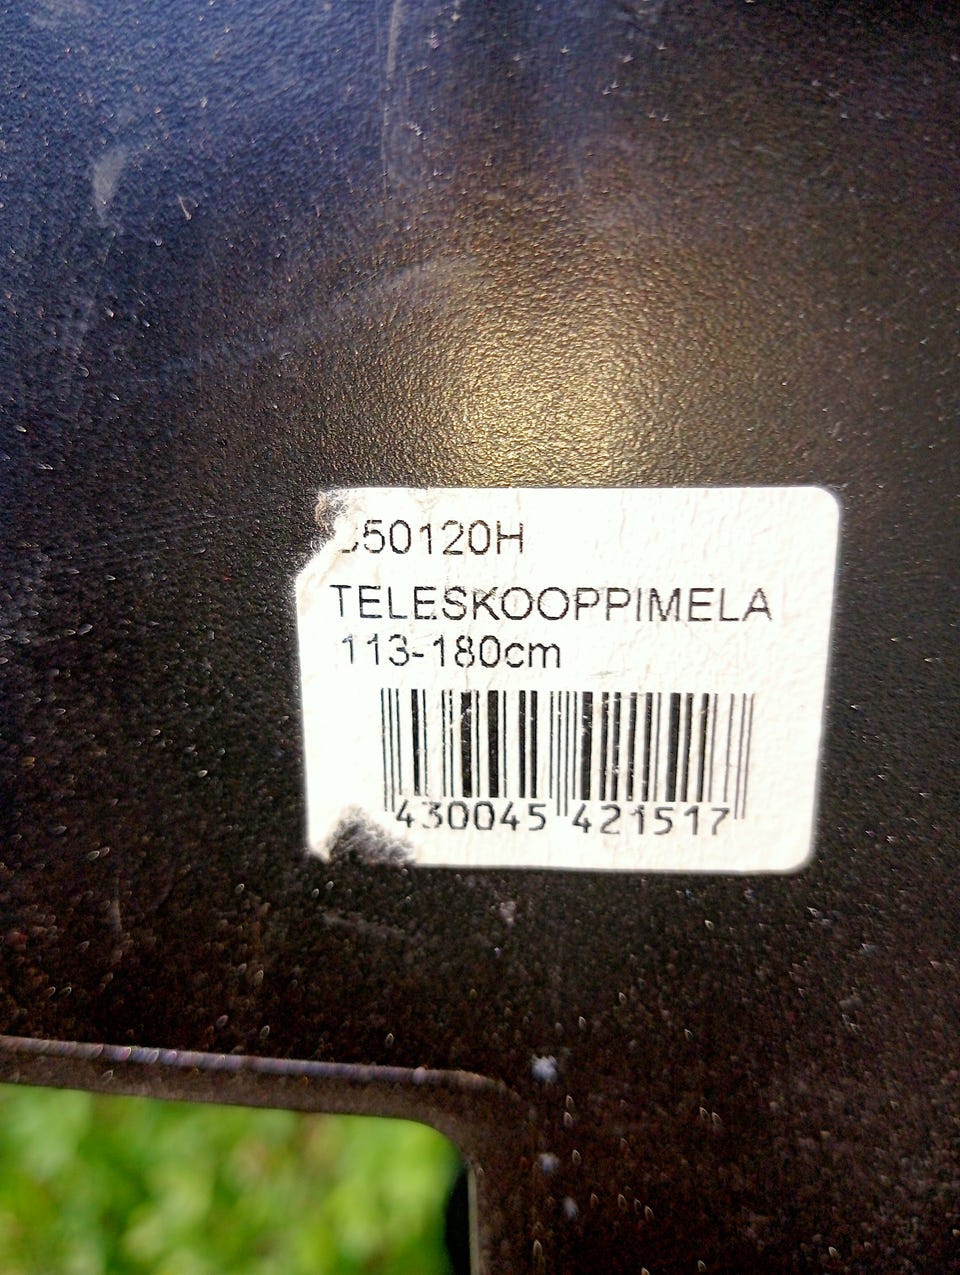 50120H
TELESKOOPPIMELA
113-180cm
430045 421517